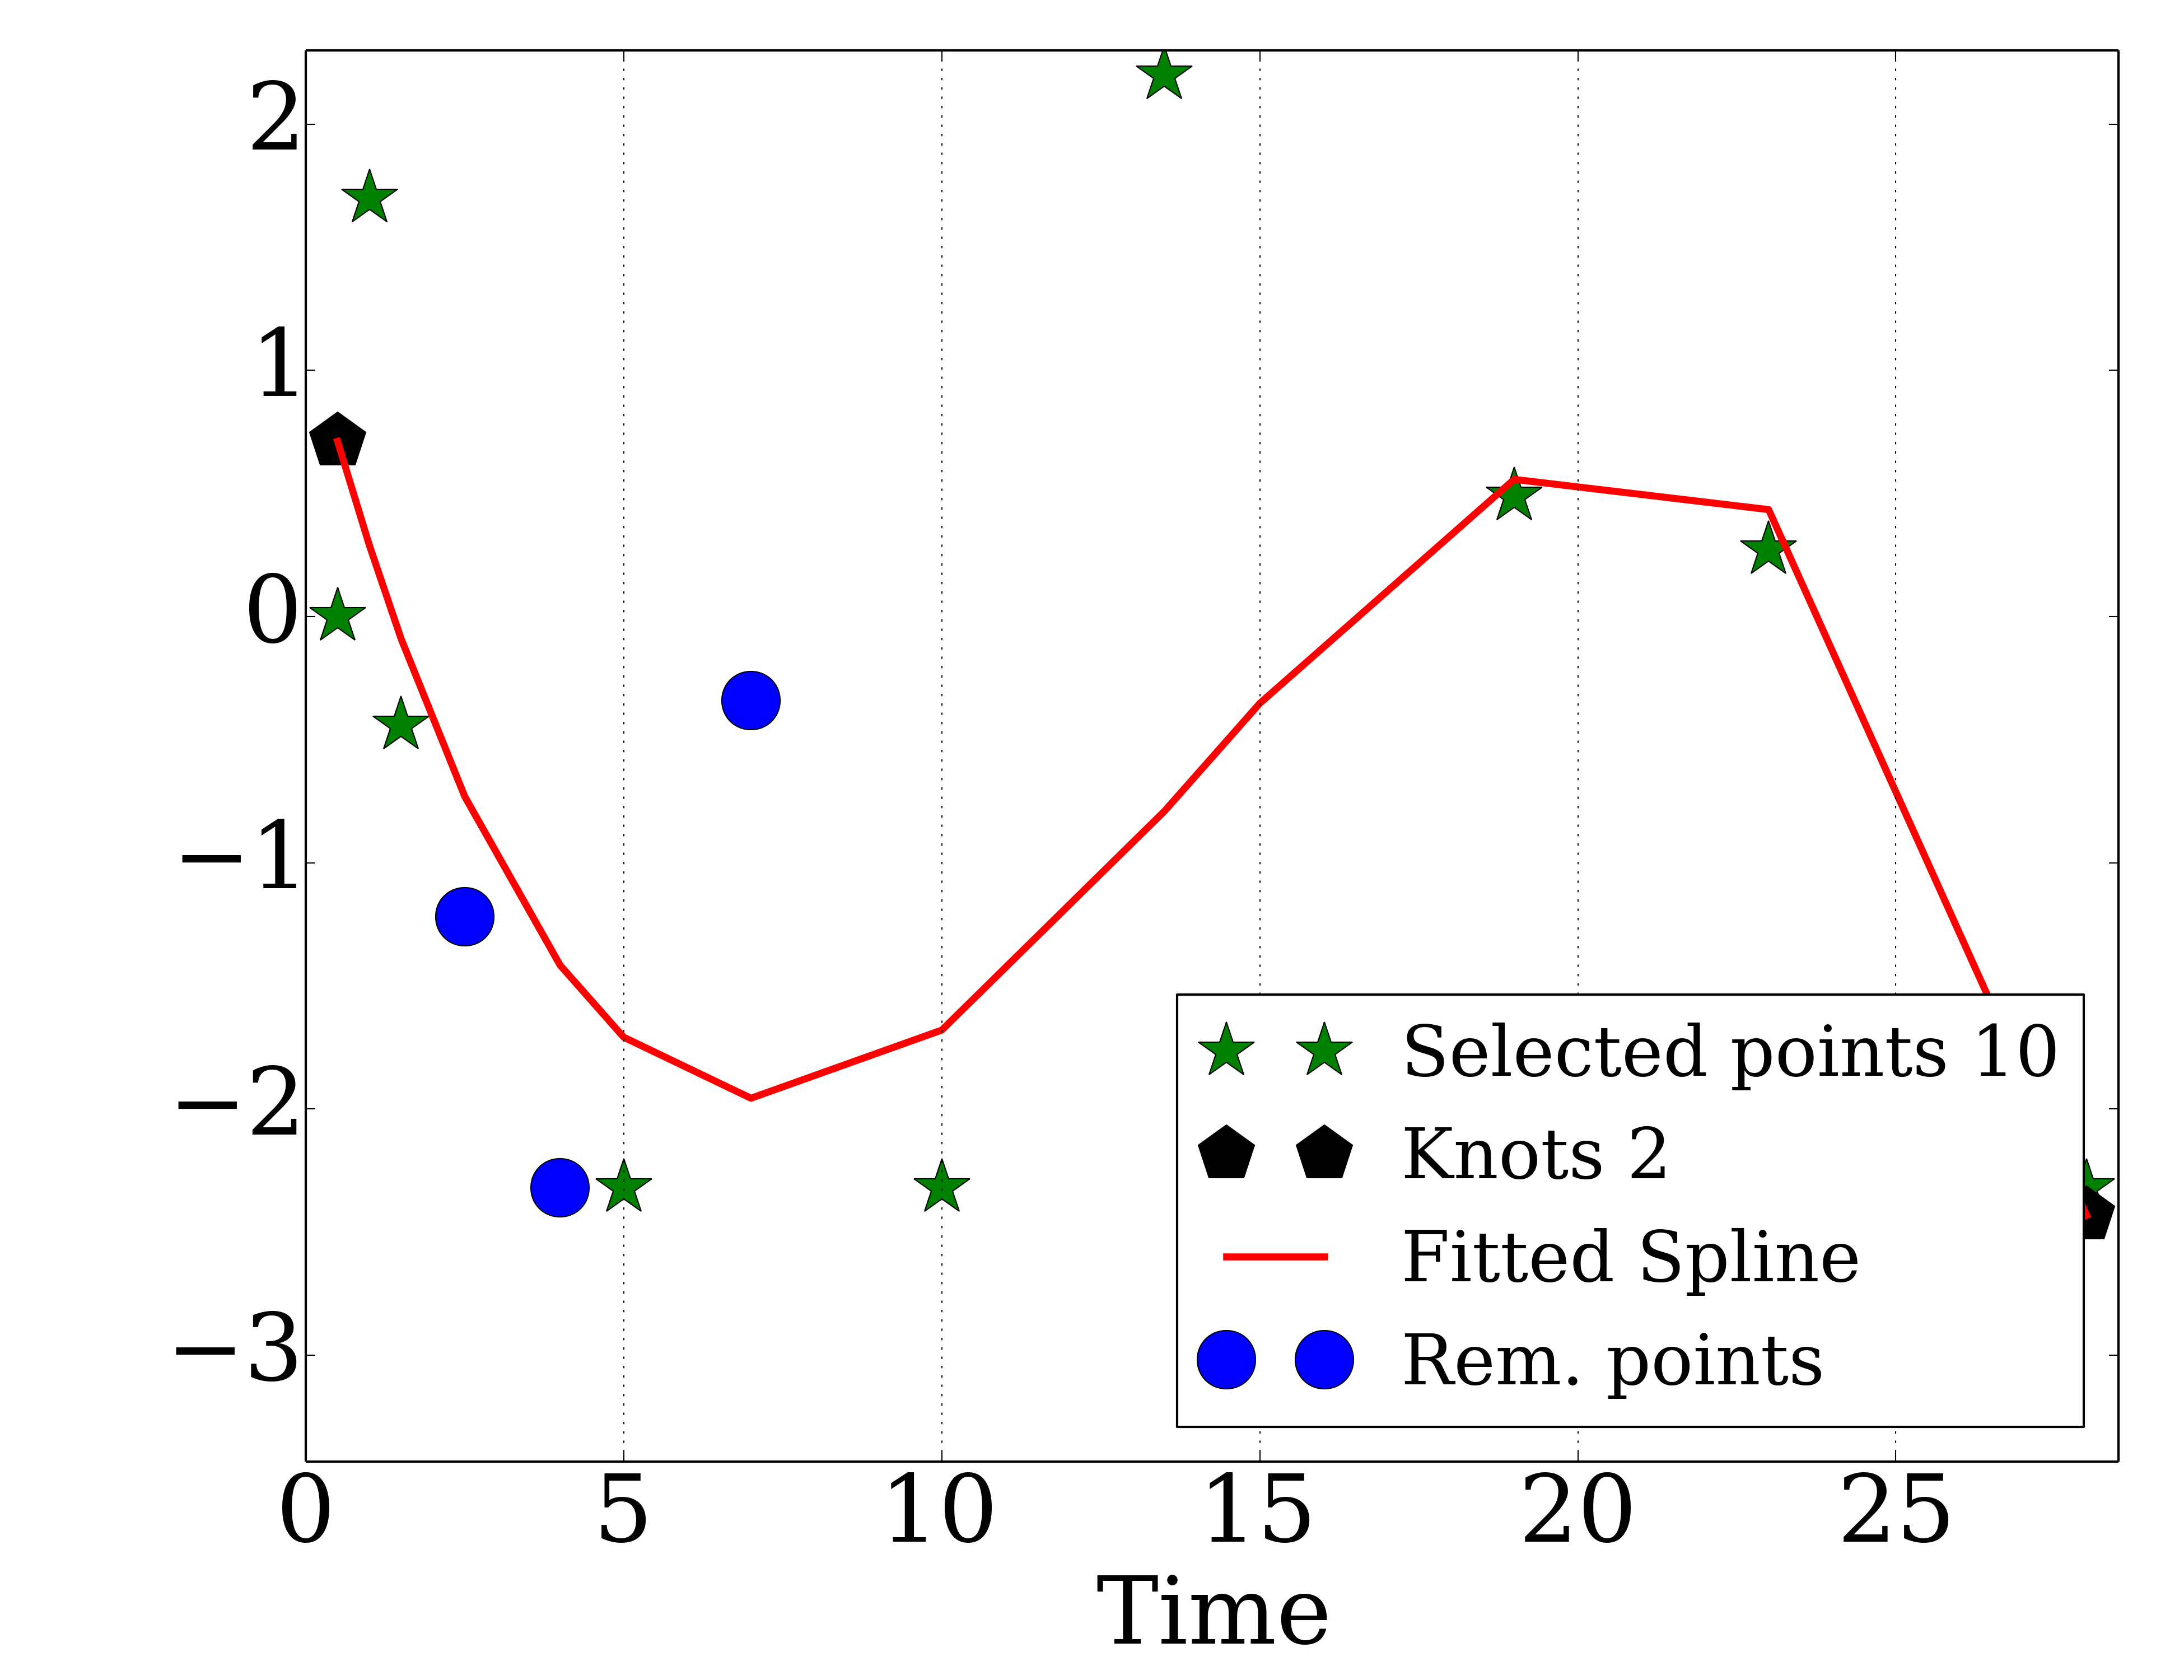 2
1
0
−1
−2
−3
0 5 10 15 20 25
Time
Selected points 10
Knots 2
Fitted Spline
Rem. points